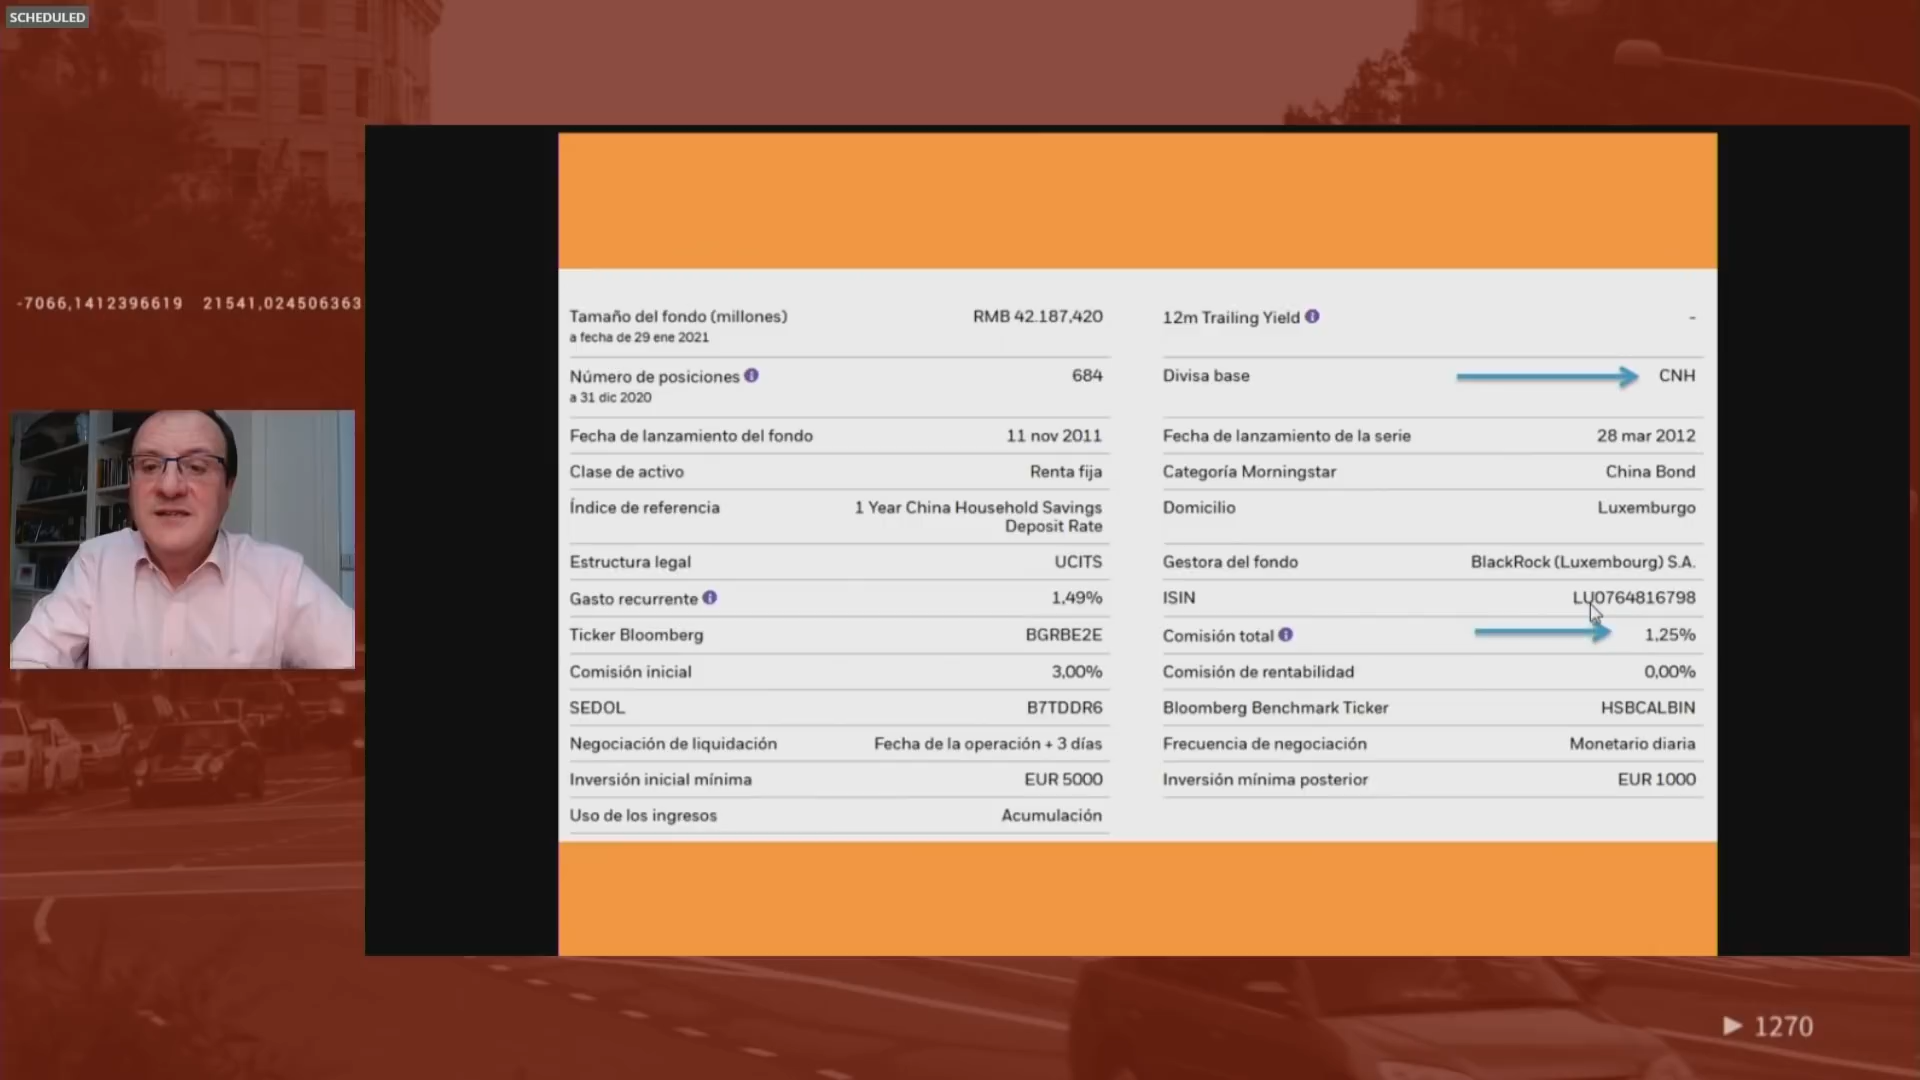 SCHEDULED
-7066,1412396619 21541,024506363
Tamaño del fondo (millones) RMB 42.187,420
a fecha de 29 ene 2021
Número de posiciones 684
a 31 dic 2020
Fecha de lanzamiento del fondo 11 nov 2011
Clase de activo Renta fija
Índice de referencia 1 Year China Household Savings
Deposit Rate
Estructura legal UCITS
Gasto recurrente 1,49%
Ticker Bloomberg BGRBE2E
Comisión inicial 3,00%
SEDOL B7TDDR6
Negociación de liquidación Fecha de la operación + 3 días
Inversión inicial mínima EUR 5000
Uso de los ingresos Acumulación
12m Trailing Yield -
Divisa base CNH
Fecha de lanzamiento de la serie 28 mar 2012
Categoría Morningstar China Bond
Domicilio Luxemburgo
Gestora del fondo BlackRock (Luxembourg) S.A.
ISIN LU0764816798
Comisión total 1,25%
Comisión de rentabilidad 0,00%
Bloomberg Benchmark Ticker HSBCALBIN
Frecuencia de negociación Monetario diaria
Inversión mínima posterior EUR 1000
1270